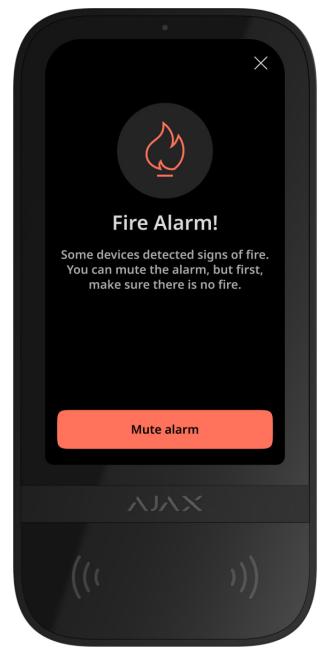 Fire Alarm!
Some devices detected signs of fire.
You can mute the alarm, but first,
make sure there is no fire.
Mute alarm
AJAX